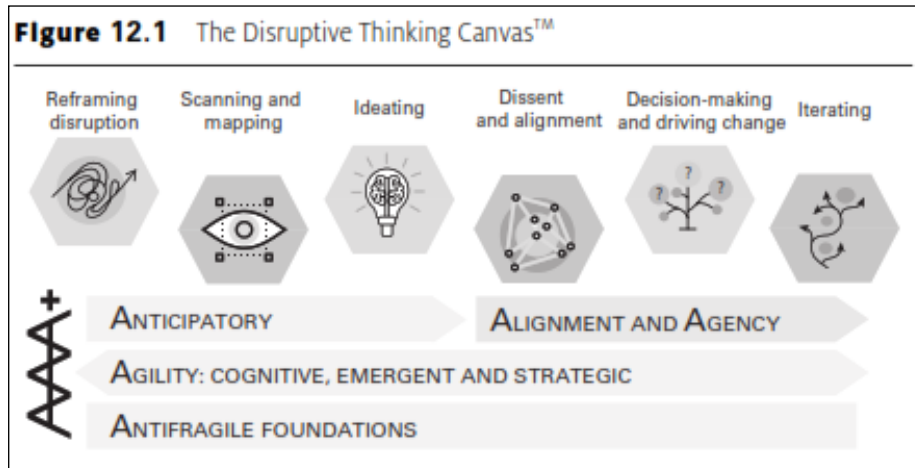 Figure 12.1 The Disruptive Thinking Canvas™
Reframing
disruption
Scanning and
mapping
Ideating
Dissent
and alignment
Decision-making
and driving change
Iterating
? ? ?
+
ANTICIPATORY
ALIGNMENT AND AGENCY
AGILITY: COGNITIVE, EMERGENT AND STRATEGIC
ANTIFRAGILE FOUNDATIONS